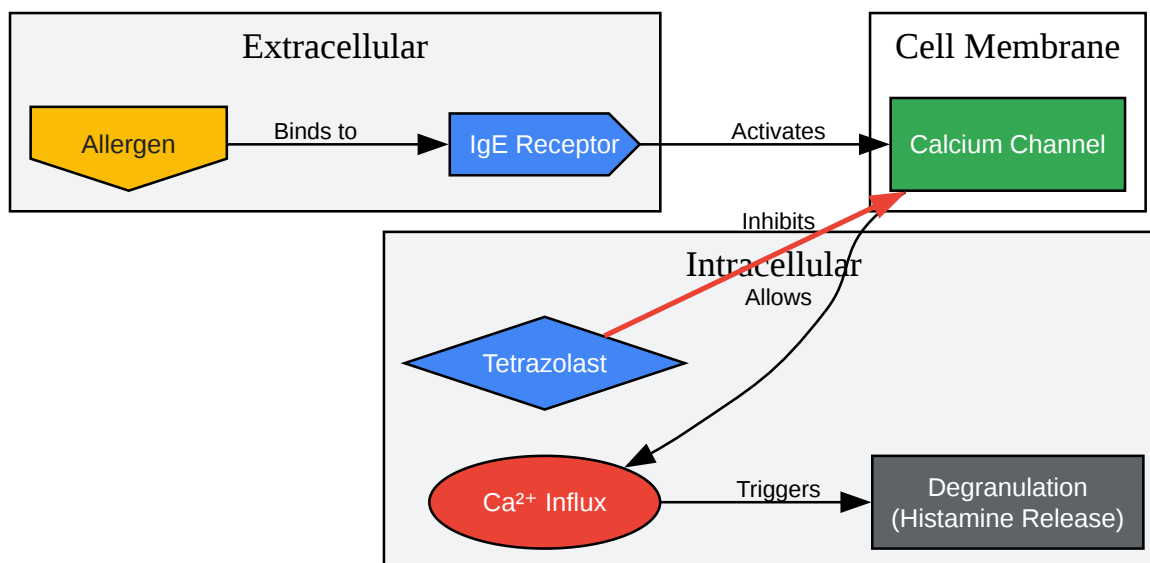 Extracellular
Cell Membrane
Allergen
Binds to
IgE Receptor
Activates
Calcium Channel
Inhibits
Intracellular
Allows
Tetrazolast
Ca²⁺ Influx
Triggers
Degranulation
(Histamine Release)